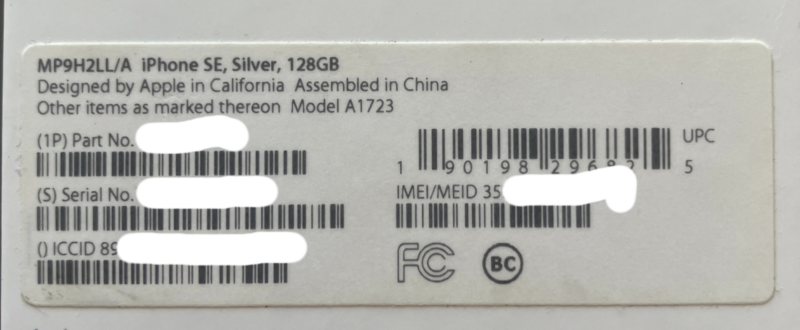 MP9H2LL/A iPhone SE, Silver, 128GB
Designed by Apple in California Assembled in China
Other items as marked thereon Model A1723
(1P) Part No.
UPC
1 90198 29682 5
(S) Serial No.
IMEI/MEID 35
() ICCID 89
FC
BC